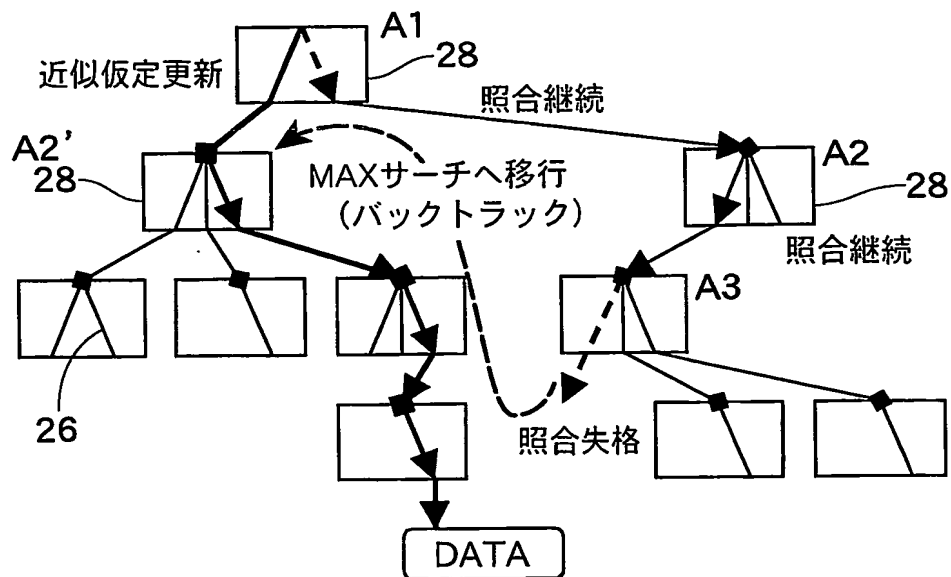 A1
28
近似仮定更新
照合継続
A2'
28
MAXサーチへ移行
(バックトラック)
A2
28
照合継続
A3
26
照合失格
DATA